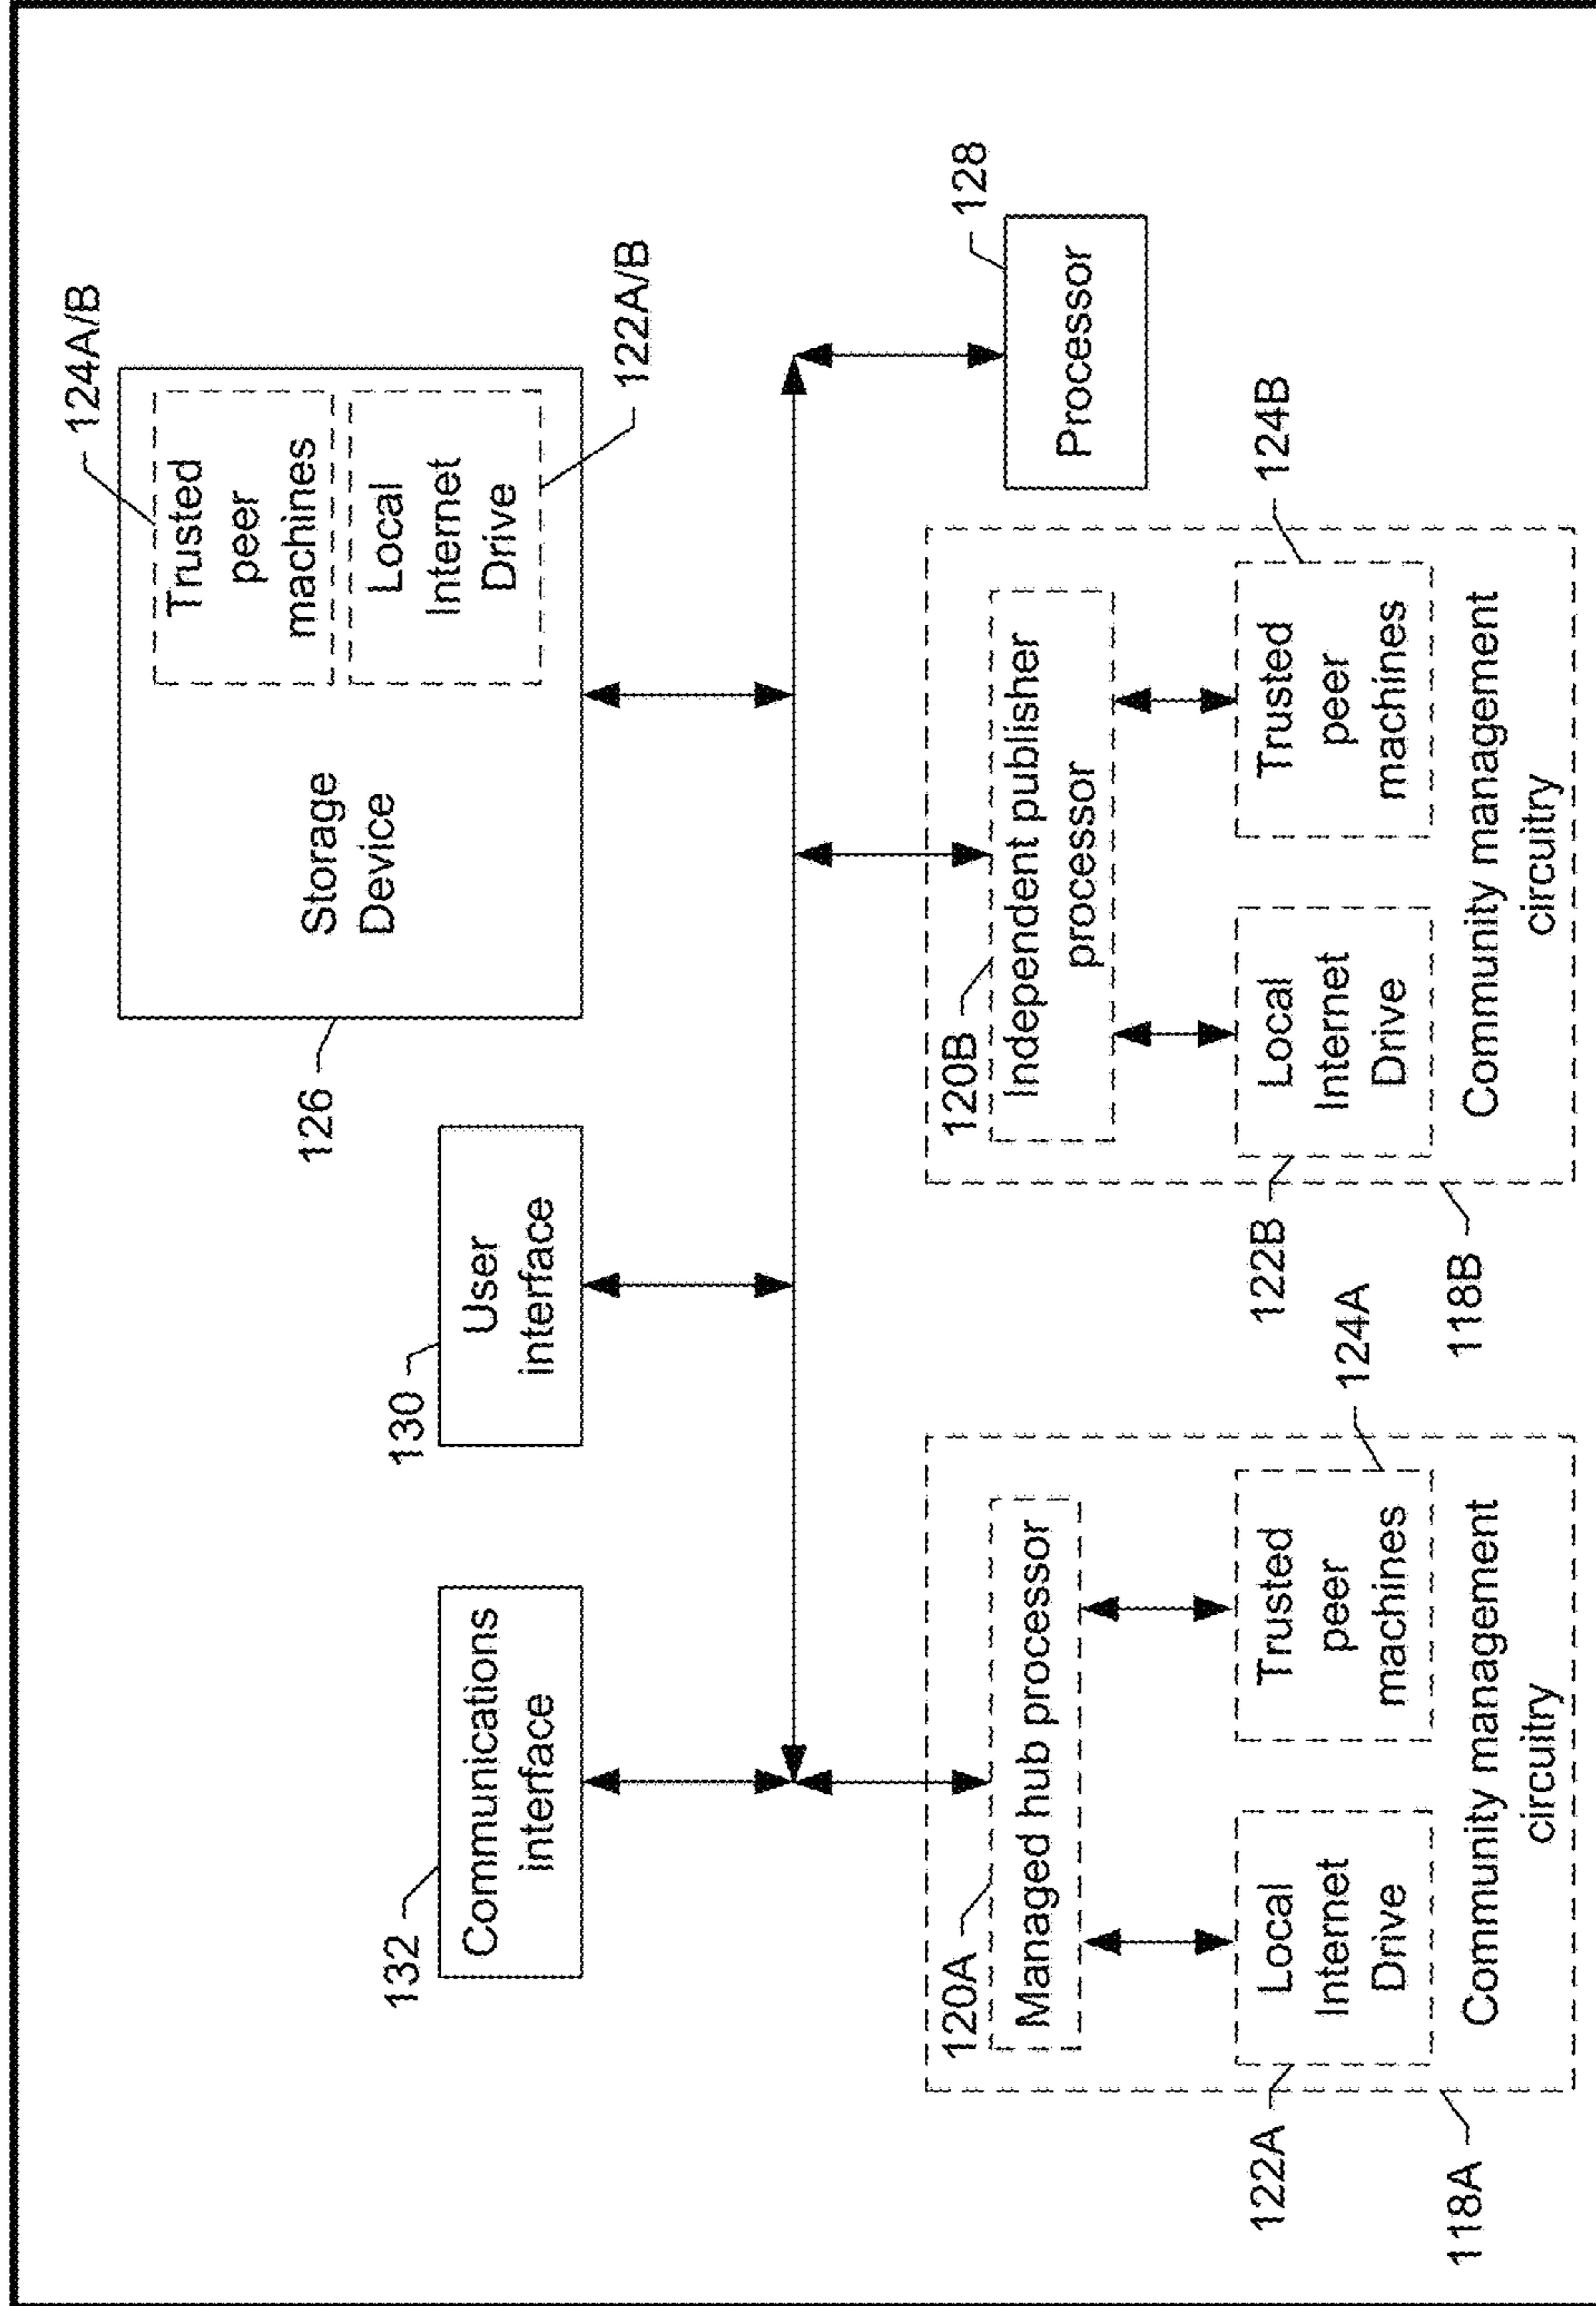 132
Communications
interface
130
User
interface
126
Storage
Device
124A/B
Trusted
peer
machines
Local
Internet
Drive
122A/B
120A
Managed hub processor
122A
Local
Internet
Drive
Trusted
peer
machines
124A
Community management
circuitry
118A
120B
Independent publisher
processor
122B
Local
Internet
Drive
Trusted
peer
machines
124B
Community management
circuitry
118B
128
Processor